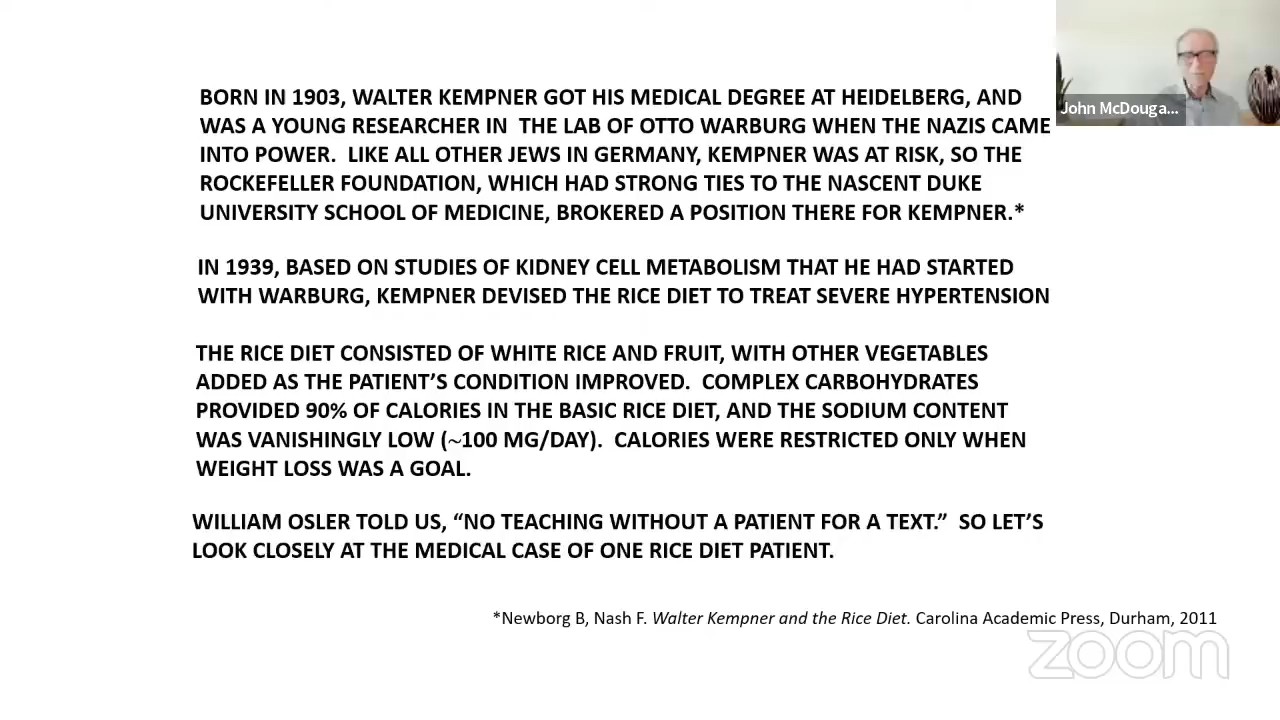 BORN IN 1903, WALTER KEMPNER GOT HIS MEDICAL DEGREE AT HEIDELBERG, AND
WAS A YOUNG RESEARCHER IN THE LAB OF OTTO WARBURG WHEN THE NAZIS CAME
INTO POWER. LIKE ALL OTHER JEWS IN GERMANY, KEMPNER WAS AT RISK, SO THE
ROCKEFELLER FOUNDATION, WHICH HAD STRONG TIES TO THE NASCENT DUKE
UNIVERSITY SCHOOL OF MEDICINE, BROKERED A POSITION THERE FOR KEMPNER.*
IN 1939, BASED ON STUDIES OF KIDNEY CELL METABOLISM THAT HE HAD STARTED
WITH WARBURG, KEMPNER DEVISED THE RICE DIET TO TREAT SEVERE HYPERTENSION
THE RICE DIET CONSISTED OF WHITE RICE AND FRUIT, WITH OTHER VEGETABLES
ADDED AS THE PATIENT’S CONDITION IMPROVED. COMPLEX CARBOHYDRATES
PROVIDED 90% OF CALORIES IN THE BASIC RICE DIET, AND THE SODIUM CONTENT
WAS VANISHINGLY LOW (~100 MG/DAY). CALORIES WERE RESTRICTED ONLY WHEN
WEIGHT LOSS WAS A GOAL.
WILLIAM OSLER TOLD US, “NO TEACHING WITHOUT A PATIENT FOR A TEXT.” SO LET’S
LOOK CLOSELY AT THE MEDICAL CASE OF ONE RICE DIET PATIENT.
*Newborg B, Nash F. Walter Kempner and the Rice Diet. Carolina Academic Press, Durham, 2011
John McDouga...
zoom